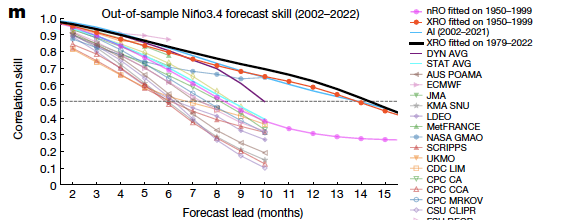 m
Out-of-sample Niño3.4 forecast skill (2002–2022)
Correlation skill
1.0
0.9
0.8
0.7
0.6
0.5
0.4
0.3
0.2
0.1
0
2 3 4 5 6 7 8 9 10 11 12 13 14 15
Forecast lead (months)
nRO fitted on 1950–1999
XRO fitted on 1950–1999
AI (2002–2021)
XRO fitted on 1979–2022
DYN AVG
STAT AVG
AUS POAMA
ECMWF
JMA
KMA SNU
LDEO
MetFRANCE
NASA GMAO
SCRIPPS
UKMO
CDC LIM
CPC CA
CPC CCA
CPC MRKOV
CSU CLIPR